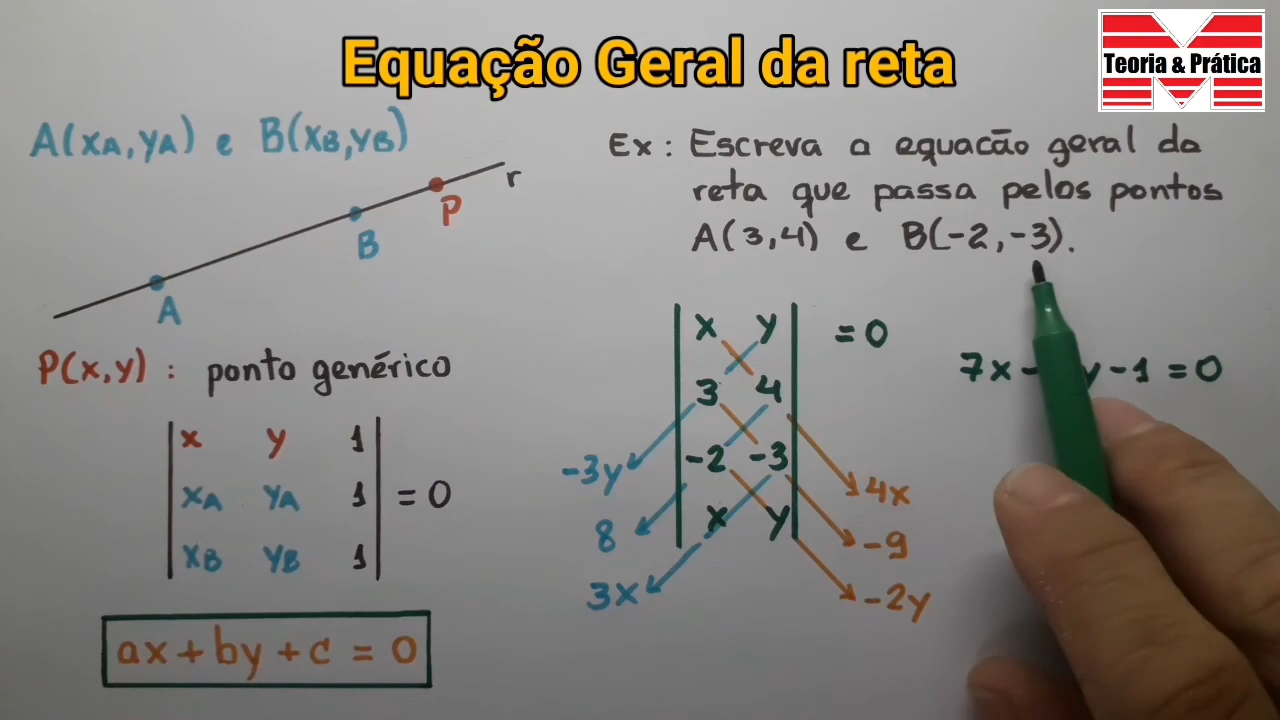 Equação Geral da reta
Teoria & Prática
A(xA, yA) e B(xB, yB)
r
P
B
A
P(x,y) : ponto genérico
x y 1
xA yA 1 = 0
xB yB 1
ax + by + c = 0
Ex : Escreva a equacão geral da
reta que passa pelos pontos
A(3,4) e B(-2,-3).
x y = 0
3 4
-2 -3
x y
-3y
8
3x
4x
-9
-2y
7x - y - 1 = 0